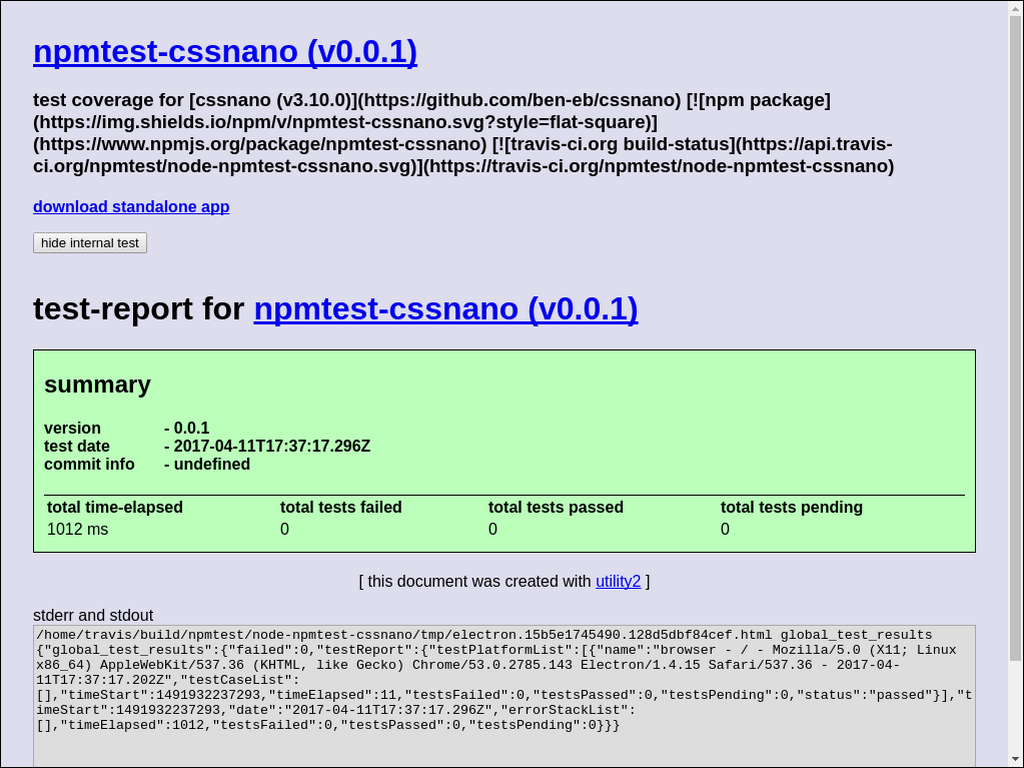 npmtest-cssnano (v0.0.1)
test coverage for [cssnano (v3.10.0)](https://github.com/ben-eb/cssnano) [![npm package]
(https://img.shields.io/npm/v/npmtest-cssnano.svg?style=flat-square)]
(https://www.npmjs.org/package/npmtest-cssnano) [![travis-ci.org build-status](https://api.travis-
ci.org/npmtest/node-npmtest-cssnano.svg)](https://travis-ci.org/npmtest/node-npmtest-cssnano)
download standalone app
hide internal test
test-report for npmtest-cssnano (v0.0.1)
summary
version - 0.0.1
test date - 2017-04-11T17:37:17.296Z
commit info - undefined
total time-elapsed total tests failed total tests passed total tests pending
1012 ms 0 0 0
[ this document was created with utility2 ]
stderr and stdout
/home/travis/build/npmtest/node-npmtest-cssnano/tmp/electron.15b5e1745490.128d5dbf84cef.html global_test_results
{"global_test_results":{"failed":0,"testReport":{"testPlatformList":[{"name":"browser - / - Mozilla/5.0 (X11; Linux
x86_64) AppleWebKit/537.36 (KHTML, like Gecko) Chrome/53.0.2785.143 Electron/1.4.15 Safari/537.36 - 2017-04-
11T17:37:17.202Z","testCaseList":
[],"timeStart":1491932237293,"timeElapsed":11,"testsFailed":0,"testsPassed":0,"testsPending":0,"status":"passed"}],"t
imeStart":1491932237293,"date":"2017-04-11T17:37:17.296Z","errorStackList":
[],"timeElapsed":1012,"testsFailed":0,"testsPassed":0,"testsPending":0}}}